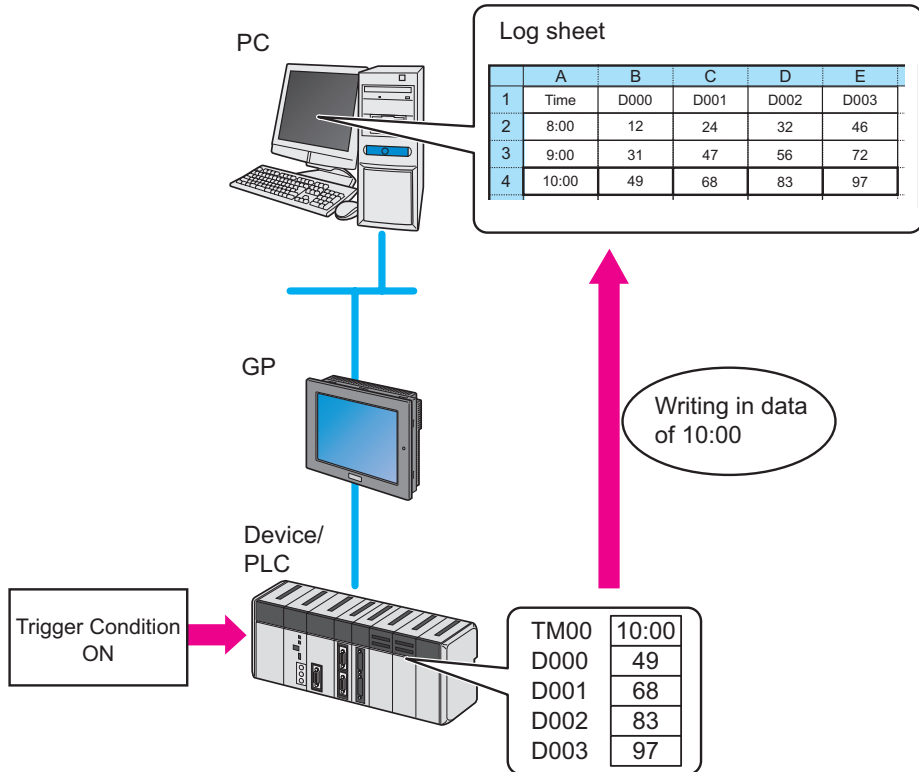 PC
Log sheet
A B C D E
1 Time D000 D001 D002 D003
2 8:00 12 24 32 46
3 9:00 31 47 56 72
4 10:00 49 68 83 97
GP
Writing in data
of 10:00
Device/
PLC
Trigger Condition
ON
TM00 10:00
D000 49
D001 68
D002 83
D003 97